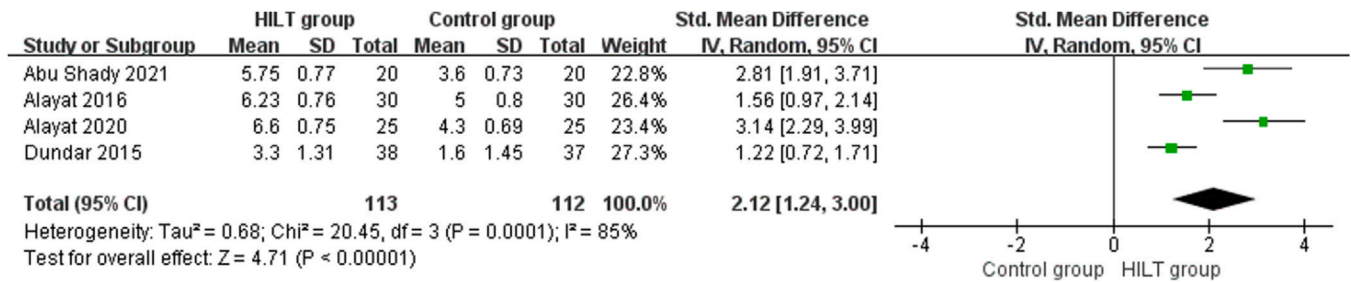 HILT group Control group Std. Mean Difference Std. Mean Difference
Study or Subgroup Mean SD Total Mean SD Total Weight IV, Random, 95% CI IV, Random, 95% CI
Abu Shady 2021 5.75 0.77 20 3.6 0.73 20 22.8% 2.81 [1.91, 3.71]
Alayat 2016 6.23 0.76 30 5 0.8 30 26.4% 1.56 [0.97, 2.14]
Alayat 2020 6.6 0.75 25 4.3 0.69 25 23.4% 3.14 [2.29, 3.99]
Dundar 2015 3.3 1.31 38 1.6 1.45 37 27.3% 1.22 [0.72, 1.71]
Total (95% CI) 113 112 100.0% 2.12 [1.24, 3.00]
Heterogeneity: Tau² = 0.68; Chi² = 20.45, df = 3 (P = 0.0001); I² = 85%
Test for overall effect: Z = 4.71 (P < 0.00001)
-4 -2 0 2 4
Control group HILT group